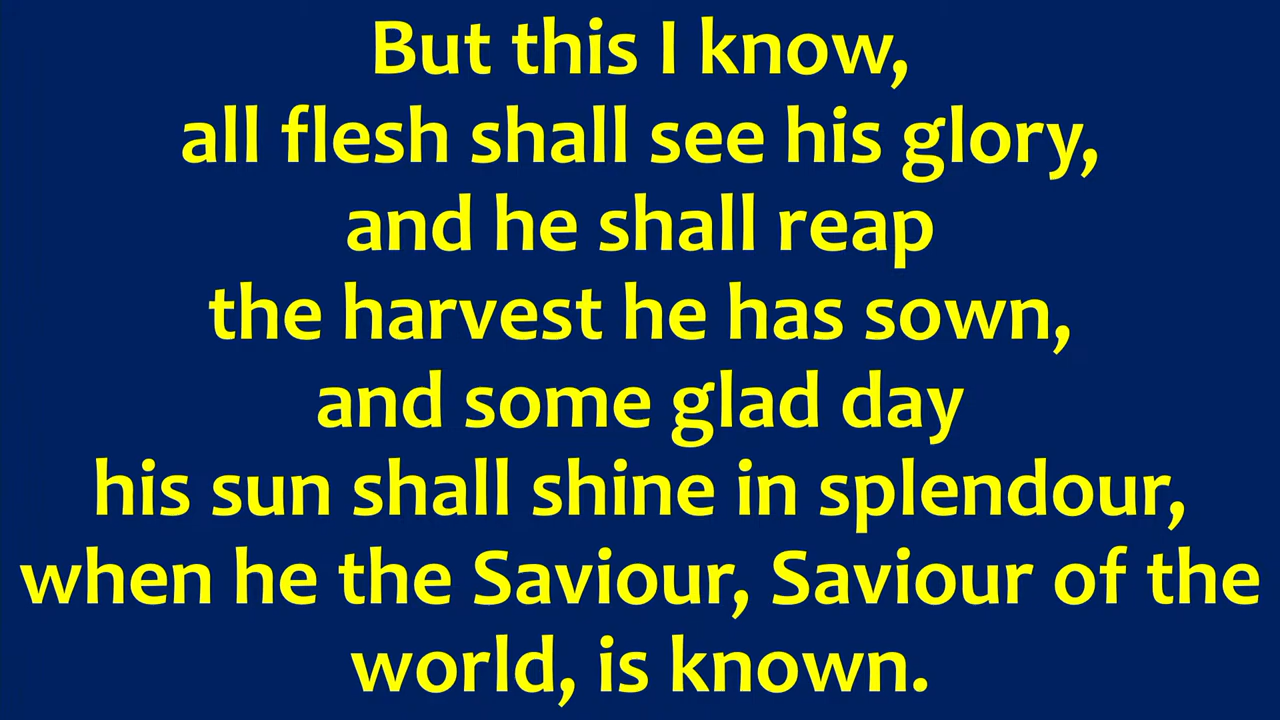 But this I know,
all flesh shall see his glory,
and he shall reap
the harvest he has sown,
and some glad day
his sun shall shine in splendour,
when he the Saviour, Saviour of the
world, is known.